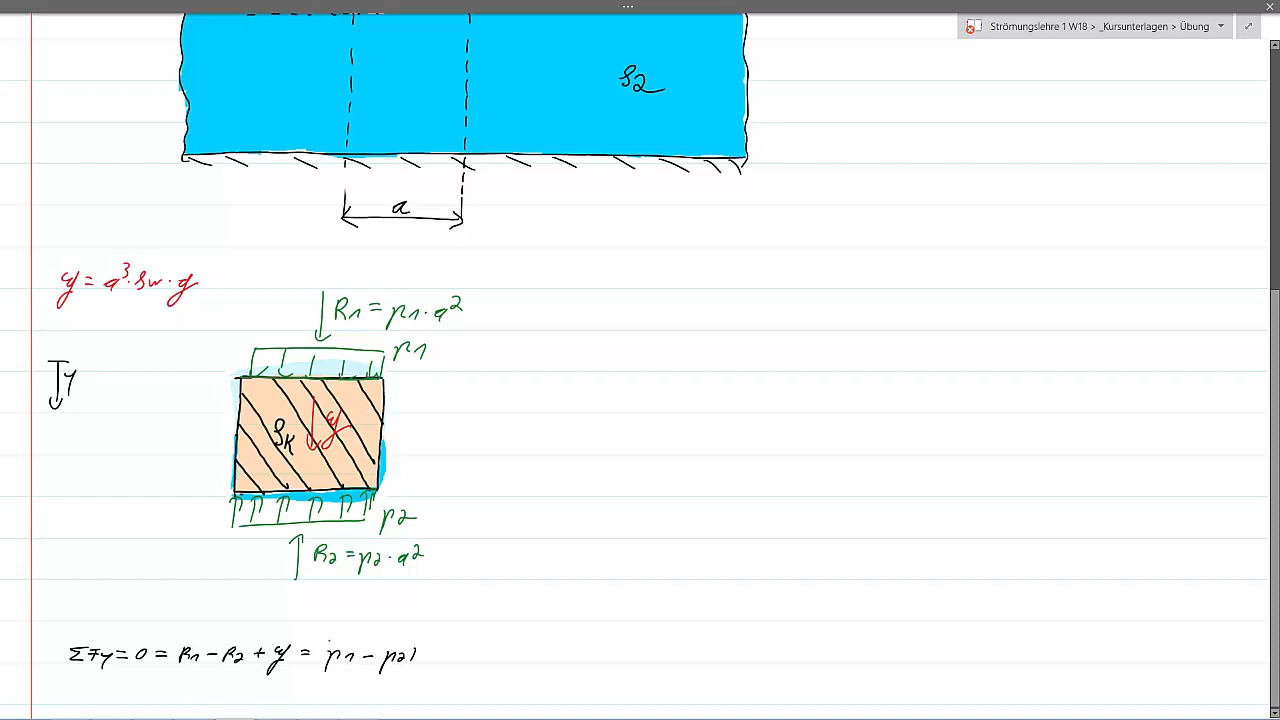 Strömungslehre 1 W18 > _Kursunterlagen > Übung
ρ2
a
G = a³·ρw·g
R1 = p1·a²
p1
y
ρK
G
p2
R2 = p2·a²
ΣFy = 0 = R1 - R2 + G = p1 - p2)